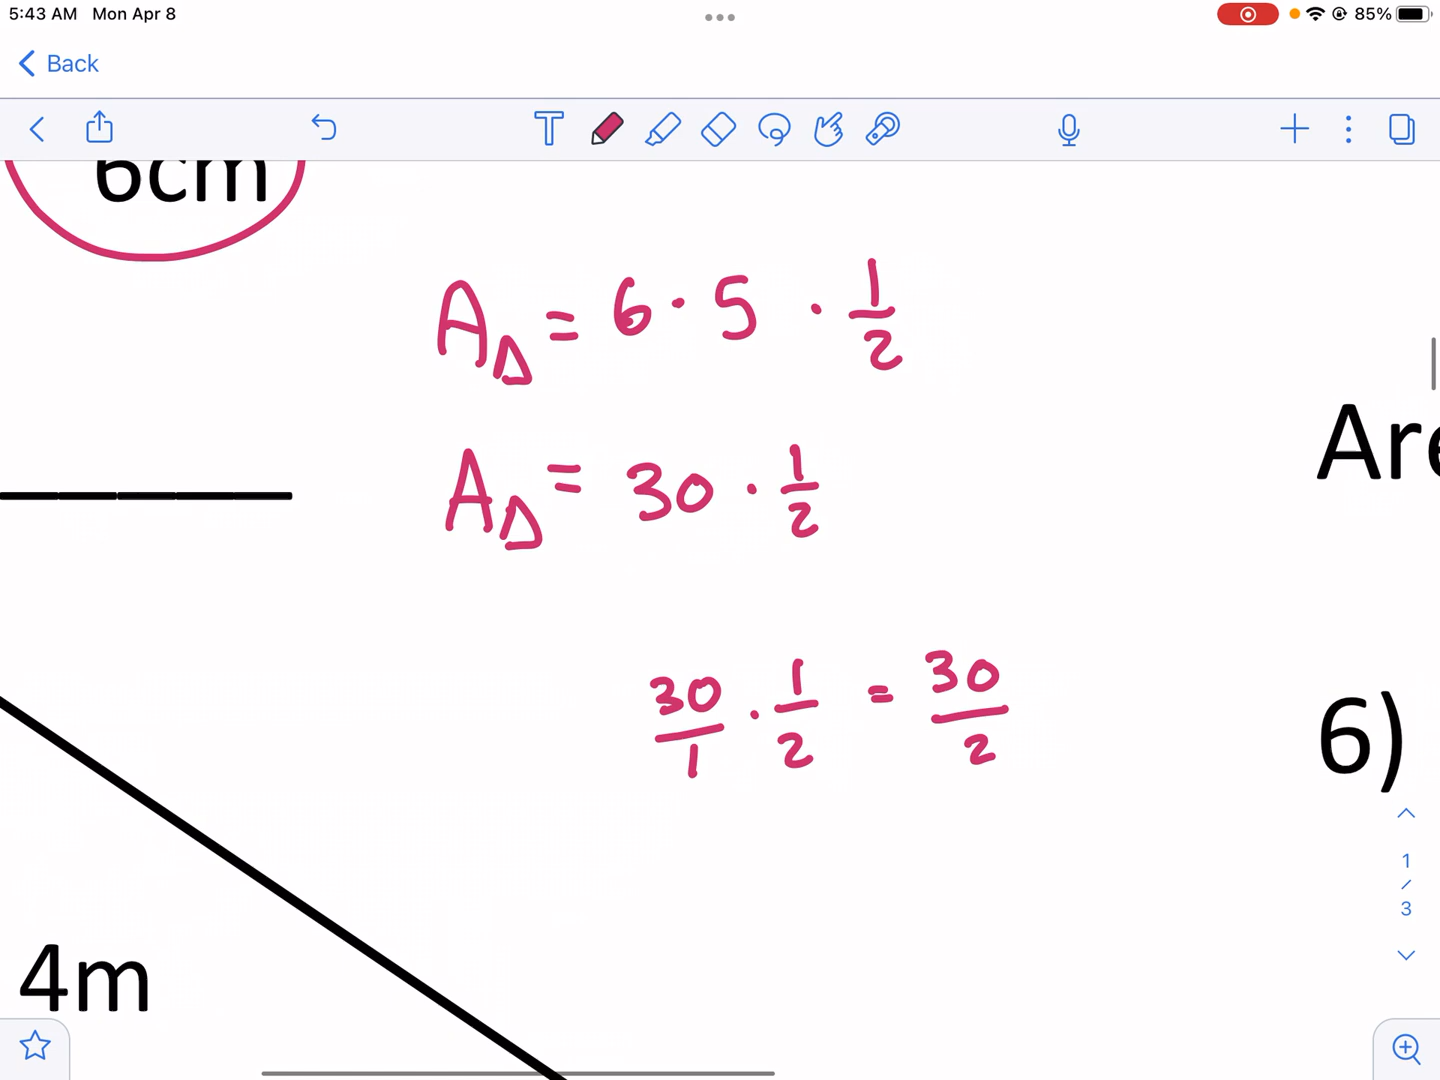 5:43 AM Mon Apr 8
85%
Back
6cm
A△ = 6 · 5 · 1/2
A△ = 30 · 1/2
Are
30/1 · 1/2 = 30/2
6)
1
/
3
4m